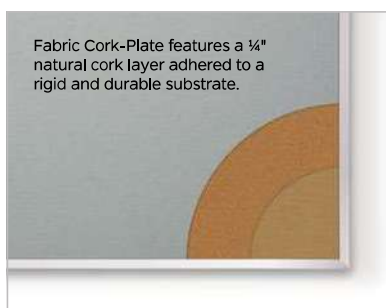 Fabric Cork-Plate features a ¼"
natural cork layer adhered to a
rigid and durable substrate.